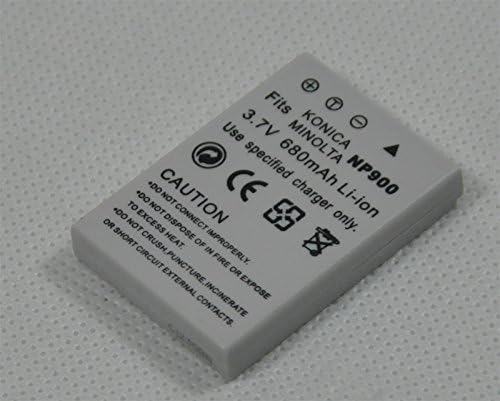 + T -
Fits KONICA MINOLTA NP900
3.7V 680mAh Li-ion
Use specified charger only.
CE
CAUTION
DO NOT CONNECT IMPROPERLY.
DO NOT DISPOSE OF IN FIRE OR EXPOSE
TO EXCESS HEAT.
DO NOT CRUSH,PUNCTURE,INCINERATE
OR SHORT CIRCUIT EXTERNAL CONTACTS.